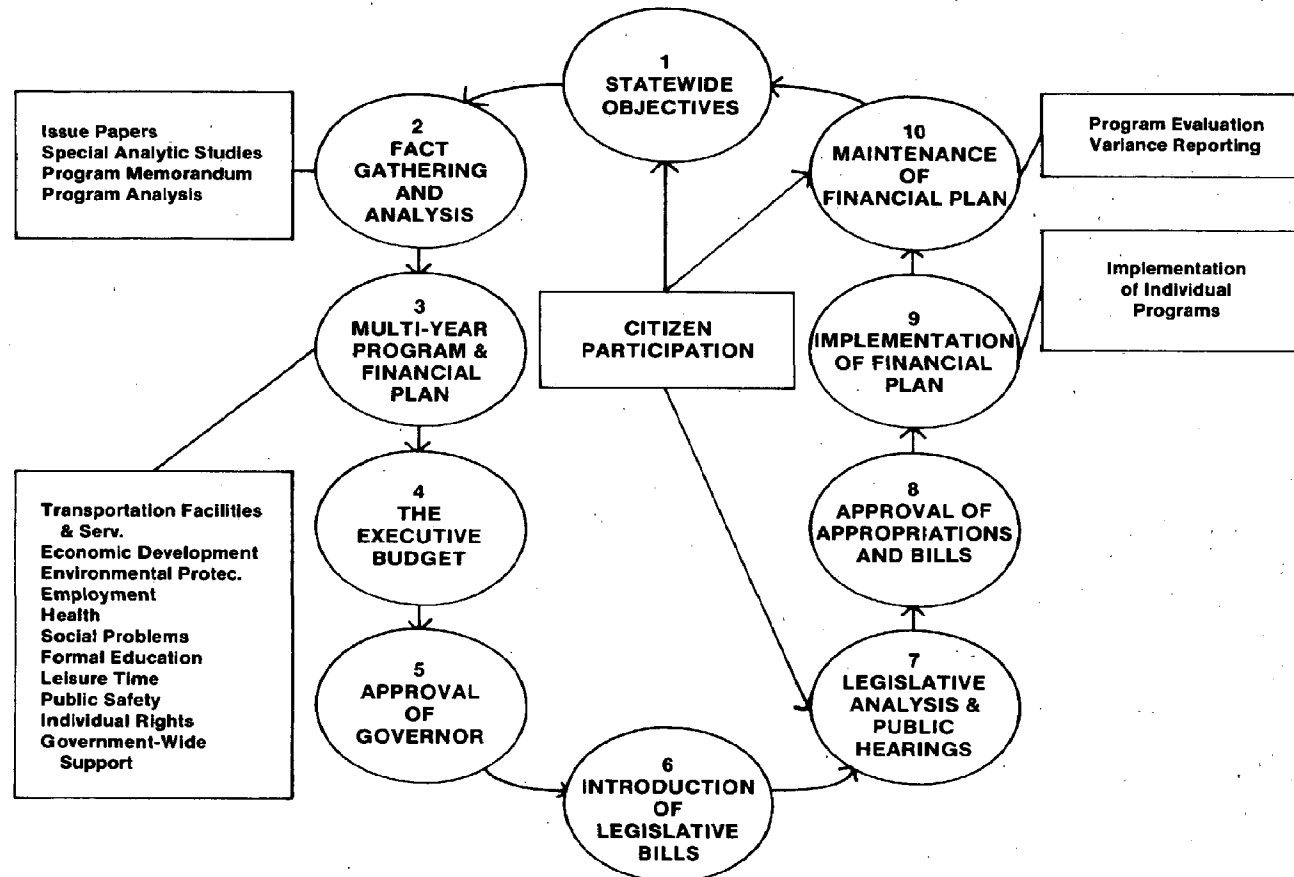 1
STATEWIDE
OBJECTIVES
2
FACT
GATHERING
AND
ANALYSIS
Issue Papers
Special Analytic Studies
Program Memorandum
Program Analysis
3
MULTI-YEAR
PROGRAM &
FINANCIAL
PLAN
Transportation Facilities
& Serv.
Economic Development
Environmental Protec.
Employment
Health
Social Problems
Formal Education
Leisure Time
Public Safety
Individual Rights
Government-Wide
Support
4
THE
EXECUTIVE
BUDGET
5
APPROVAL
OF
GOVERNOR
6
INTRODUCTION
OF
LEGISLATIVE
BILLS
7
LEGISLATIVE
ANALYSIS &
PUBLIC
HEARINGS
8
APPROVAL OF
APPROPRIATIONS
AND BILLS
9
IMPLEMENTATION
OF FINANCIAL
PLAN
Implementation
of Individual
Programs
10
MAINTENANCE
OF
FINANCIAL PLAN
Program Evaluation
Variance Reporting
CITIZEN
PARTICIPATION